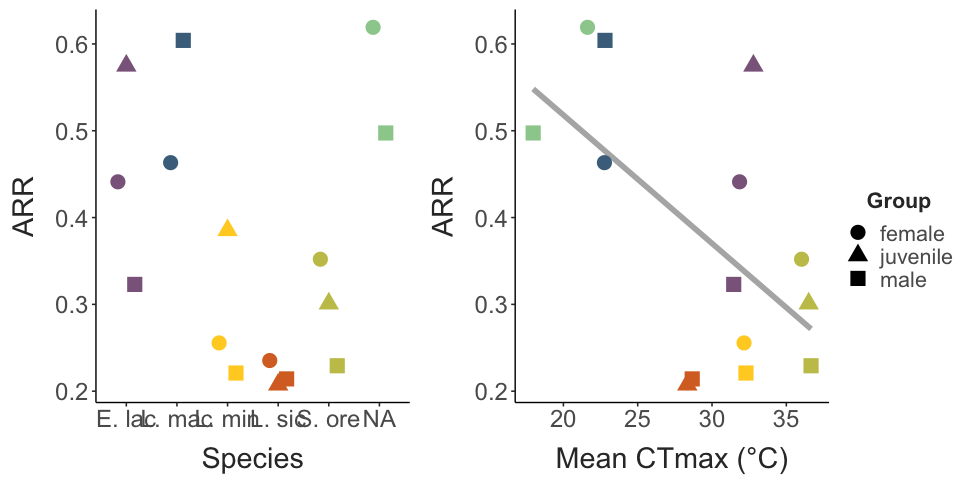 ARR
0.6
0.5
0.4
0.3
0.2
E. lac L. mac L. min L. sic S. ore NA
Species
ARR
0.6
0.5
0.4
0.3
0.2
20 25 30 35
Mean CTmax (°C)
Group
female
juvenile
male